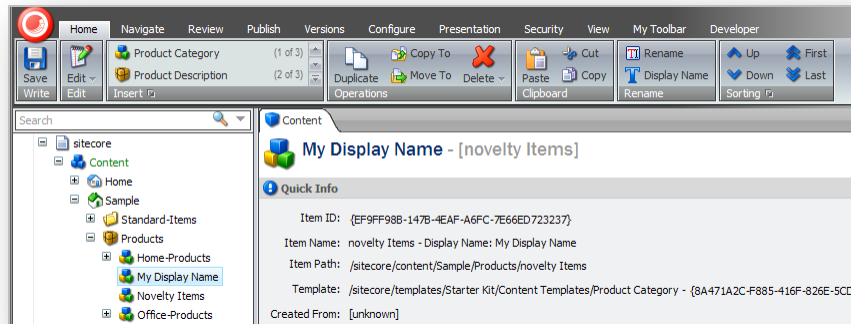 Home Navigate Review Publish Versions Configure Presentation Security View My Toolbar Developer
Save
Write
Edit
Edit
Product Category (1 of 3)
Product Description (2 of 3)
Insert
Duplicate
Copy To
Move To
Delete
Operations
Paste
Cut
Copy
Clipboard
Rename
Display Name
Rename
Up First
Down Last
Sorting
Search
sitecore
Content
Home
Sample
Standard-Items
Products
Home-Products
My Display Name
Novelty Items
Office-Products
Content
My Display Name - [novelty Items]
Quick Info
Item ID: {EF9FF98B-147B-4EAF-A6FC-7E66ED723237}
Item Name: novelty Items - Display Name: My Display Name
Item Path: /sitecore/content/Sample/Products/novelty Items
Template: /sitecore/templates/Starter Kit/Content Templates/Product Category - {8A471A2C-F885-416F-826E-5CD
Created From: [unknown]